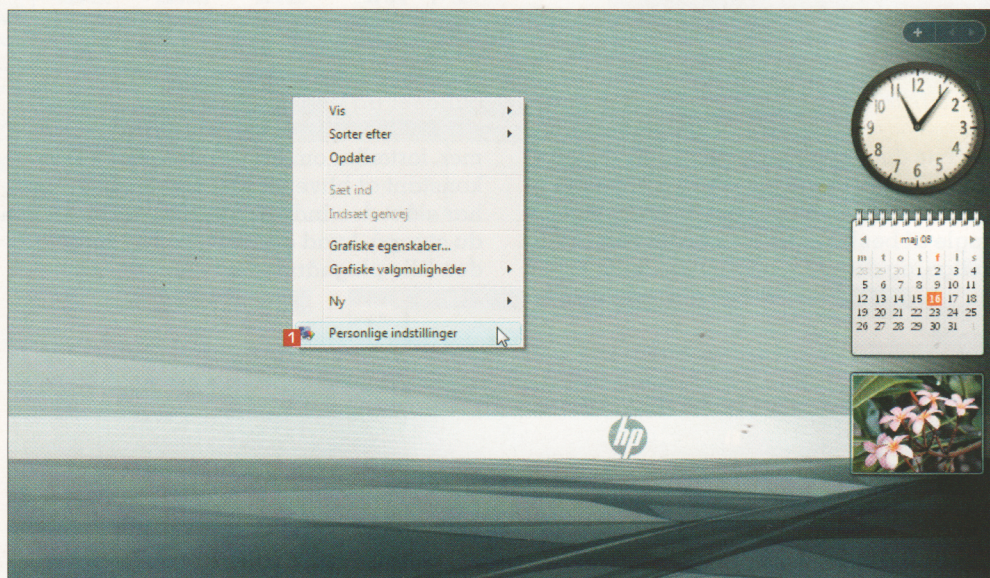 Vis
Sorter efter
Opdater
Sæt ind
Indsæt genvej
Grafiske egenskaber...
Grafiske valgmuligheder
Ny
1 Personlige indstillinger
hp
11 12 1
10 2
9 3
8 4
7 6 5
maj 08
m t o t f l s
28 29 30 1 2 3 4
5 6 7 8 9 10 11
12 13 14 15 16 17 18
19 20 21 22 23 24 25
26 27 28 29 30 31 1